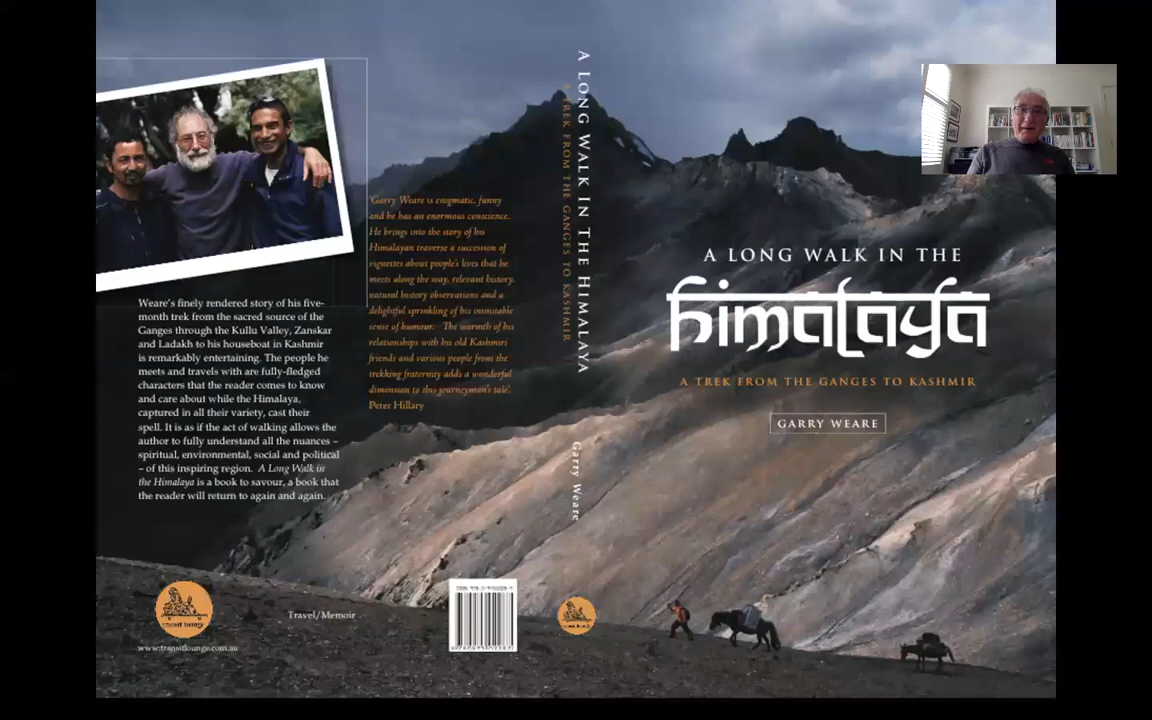 'Garry Weare is enigmatic, funny
and he has an enormous conscience.
He brings into the story of his
Himalayan traverse a succession of
vignettes about people's lives that he
meets along the way, relevant history,
natural history observations and a
delightful sprinkling of his inimitable
sense of humour. The warmth of his
relationships with his old Kashmiri
friends and various people from the
trekking fraternity adds a wonderful
dimension to this journeyman's tale'.
Peter Hillary
Weare's finely rendered story of his five-
month trek from the sacred source of the
Ganges through the Kullu Valley, Zanskar
and Ladakh to his houseboat in Kashmir
is remarkably entertaining. The people he
meets and travels with are fully-fledged
characters that the reader comes to know
and care about while the Himalaya,
captured in all their variety, cast their
spell. It is as if the act of walking allows the
author to fully understand all the nuances –
spiritual, environmental, social and political
– of this inspiring region. A Long Walk in
the Himalaya is a book to savour, a book that
the reader will return to again and again.
transit lounge
www.transitlounge.com.au
Travel/Memoir
A LONG WALK IN THE HIMALAYA
A TREK FROM THE GANGES TO KASHMIR
Garry Weare
A LONG WALK IN THE
himalaya
A TREK FROM THE GANGES TO KASHMIR
GARRY WEARE